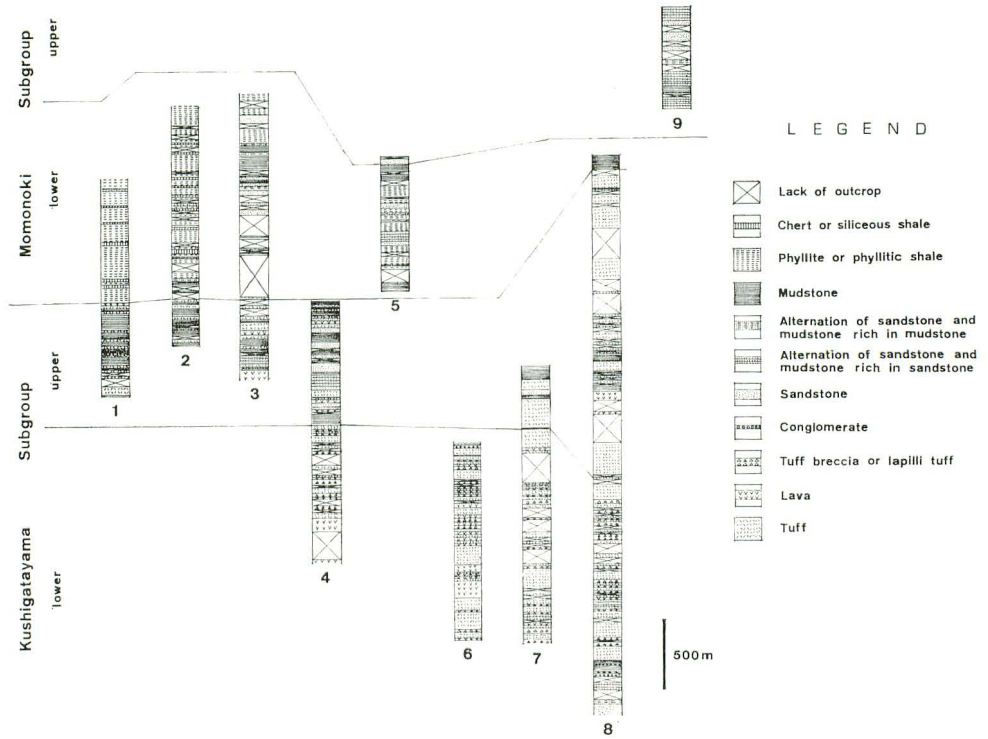 Subgroup
upper
Momonoki
lower
Subgroup
upper
Kushigatayama
lower
1
2
3
4
5
6
7
8
9
500m
LEGEND
Lack of outcrop
Chert or siliceous shale
Phyllite or phyllitic shale
Mudstone
Alternation of sandstone and
mudstone rich in mudstone
Alternation of sandstone and
mudstone rich in sandstone
Sandstone
Conglomerate
Tuff breccia or lapilli tuff
Lava
Tuff